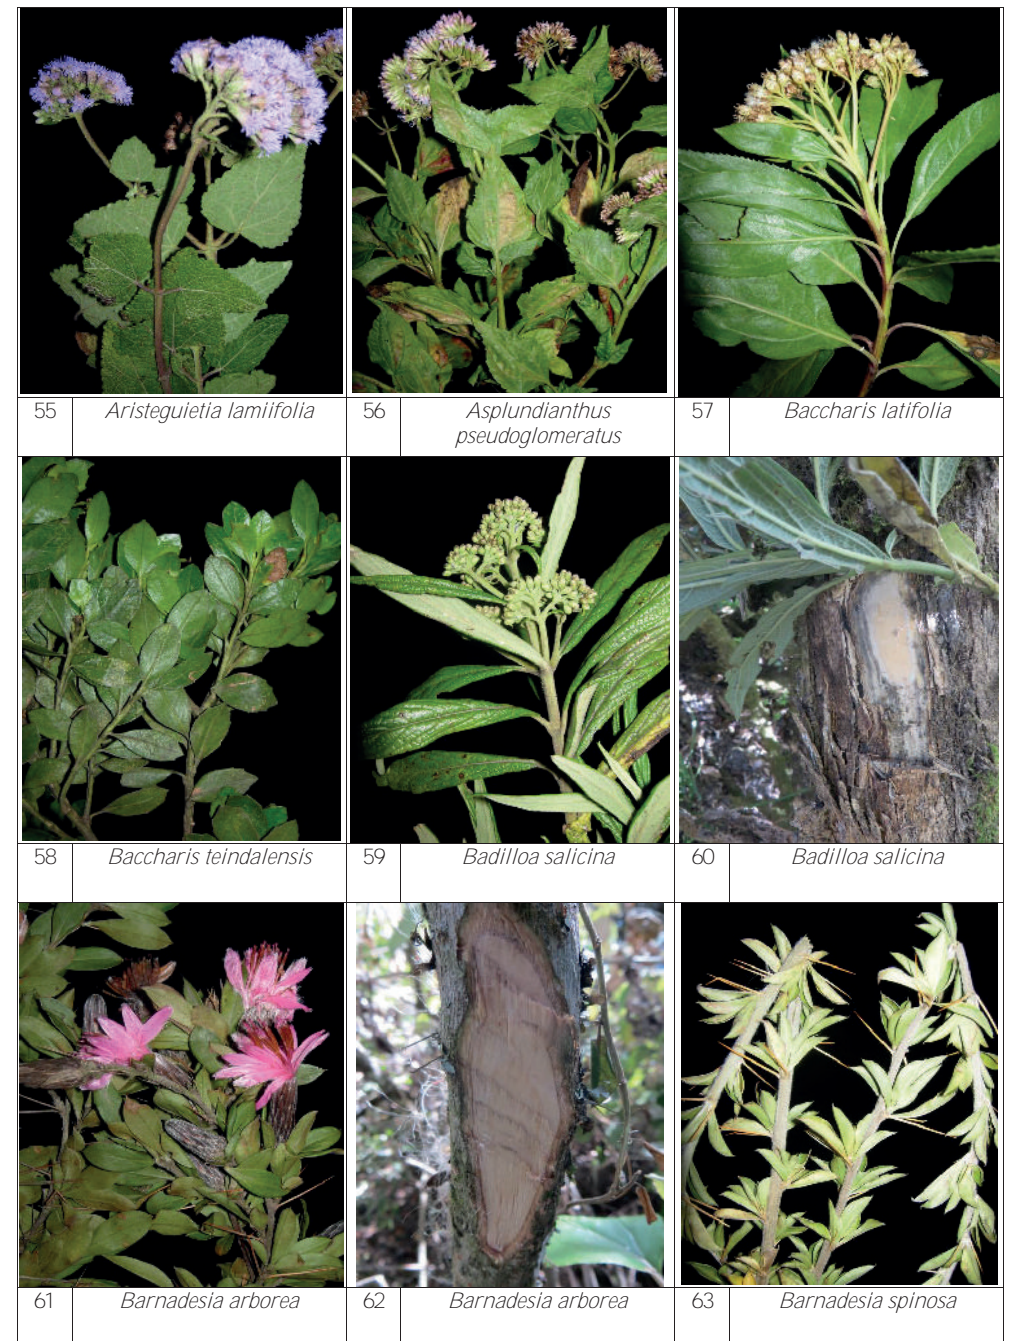 55 Aristeguietia lamiifolia 56 Asplundianthus 57 Baccharis latifolia
pseudoglomeratus
58 Baccharis teindalensis 59 Badilloa salicina 60 Badilloa salicina
61 Barnadesia arborea 62 Barnadesia arborea 63 Barnadesia spinosa